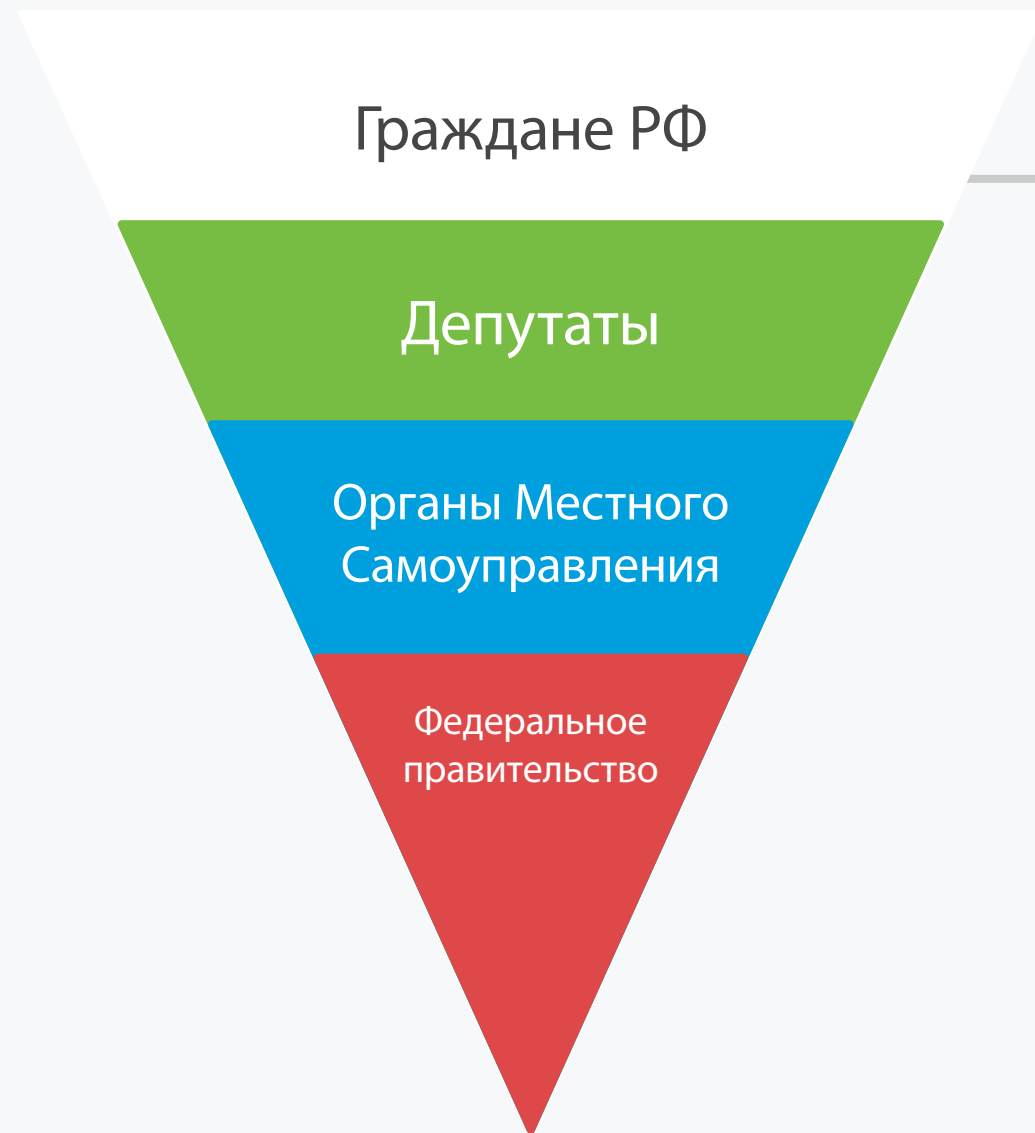 Граждане РФ
Депутаты
Органы Местного
Самоуправления
Федеральное
правительство